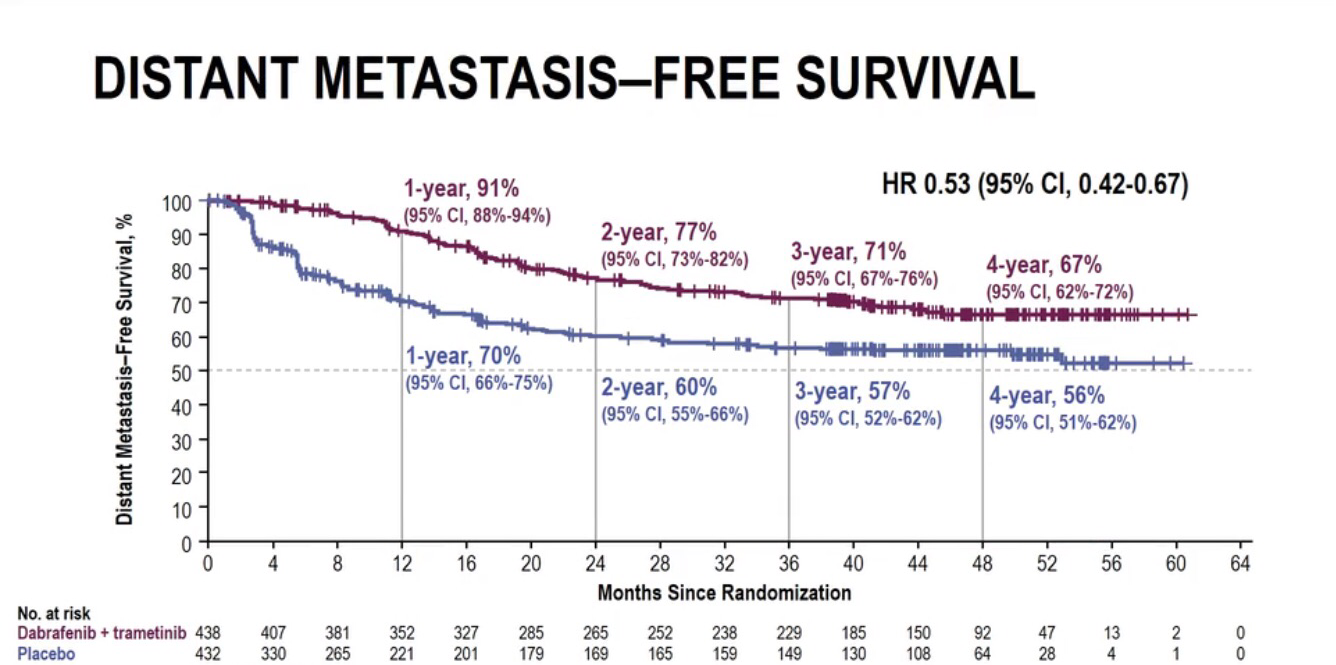 DISTANT METASTASIS–FREE SURVIVAL
HR 0.53 (95% CI, 0.42-0.67)
Distant Metastasis–Free Survival, %
100
90
80
70
60
50
40
30
20
10
0
1-year, 91%
(95% CI, 88%-94%)
2-year, 77%
(95% CI, 73%-82%)
3-year, 71%
(95% CI, 67%-76%)
4-year, 67%
(95% CI, 62%-72%)
1-year, 70%
(95% CI, 66%-75%)
2-year, 60%
(95% CI, 55%-66%)
3-year, 57%
(95% CI, 52%-62%)
4-year, 56%
(95% CI, 51%-62%)
0 4 8 12 16 20 24 28 32 36 40 44 48 52 56 60 64
Months Since Randomization
No. at risk
Dabrafenib + trametinib 438 407 381 352 327 285 265 252 238 229 185 150 92 47 13 2 0
Placebo 432 330 265 221 201 179 169 165 159 149 130 108 64 28 4 1 0